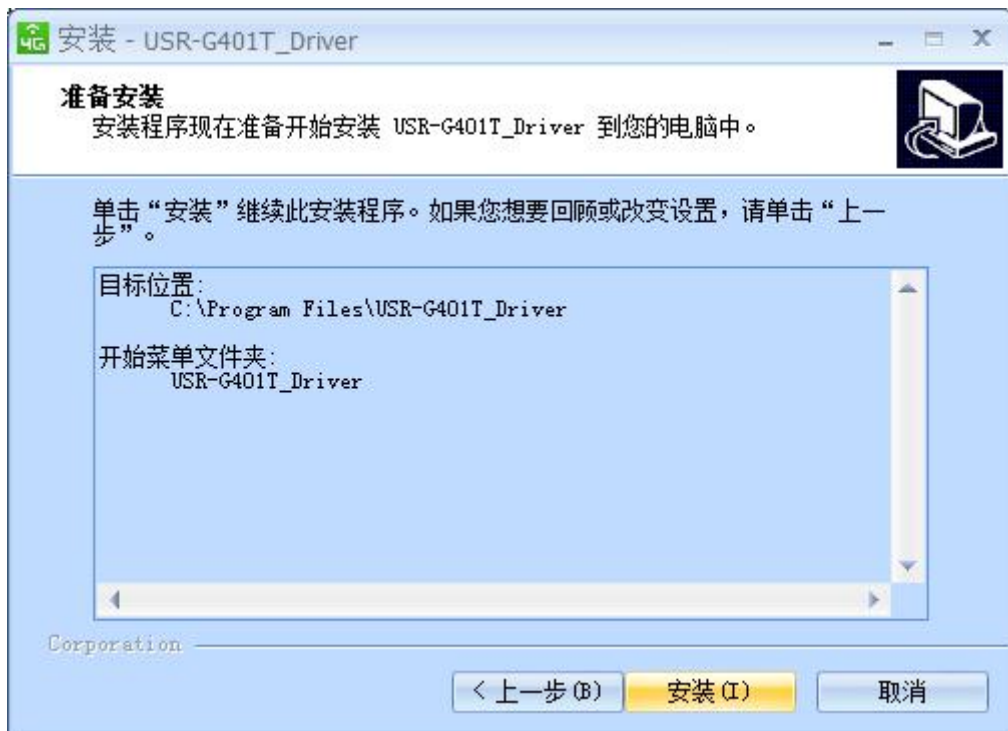 4G 安装 - USR-G401T_Driver
准备安装
安装程序现在准备开始安装 USR-G401T_Driver 到您的电脑中。
单击“安装”继续此安装程序。如果您想要回顾或改变设置，请单击“上一
步”。
目标位置:
C:\Program Files\USR-G401T_Driver
开始菜单文件夹:
USR-G401T_Driver
Corporation
< 上一步(B) 安装(I) 取消